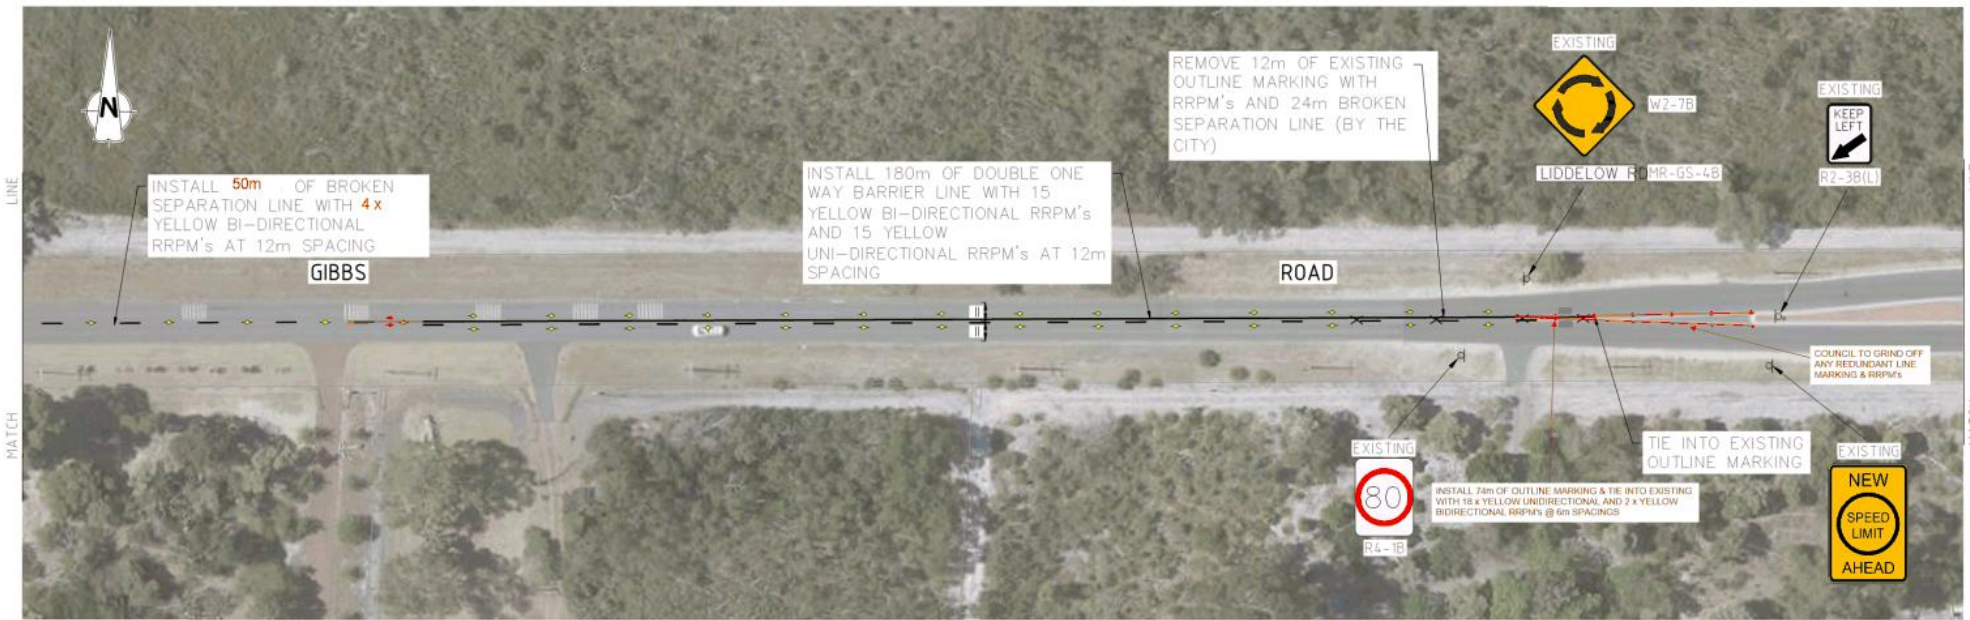 N
LINE
MATCH
INSTALL 50m . OF BROKEN
SEPARATION LINE WITH 4 x
YELLOW BI-DIRECTIONAL
RRPM's AT 12m SPACING
GIBBS
INSTALL 180m OF DOUBLE ONE
WAY BARRIER LINE WITH 15
YELLOW BI-DIRECTIONAL RRPM's
AND 15 YELLOW
UNI-DIRECTIONAL RRPM's AT 12m
SPACING
REMOVE 12m OF EXISTING
OUTLINE MARKING WITH
RRPM's AND 24m BROKEN
SEPARATION LINE (BY THE
CITY)
ROAD
EXISTING
W2-7B
LIDDELOW RD
MR-GS-4B
EXISTING
KEEP
LEFT
R2-3B(L)
COUNCIL TO GRIND OFF
ANY REDUNDANT LINE
MARKING & RRPM's
TIE INTO EXISTING
OUTLINE MARKING
EXISTING
80
R4-1B
INSTALL 74m OF OUTLINE MARKING & TIE INTO EXISTING
WITH 18 x YELLOW UNIDIRECTIONAL AND 2 x YELLOW
BIDIRECTIONAL RRPM's @ 6m SPACINGS
EXISTING
NEW
SPEED
LIMIT
AHEAD